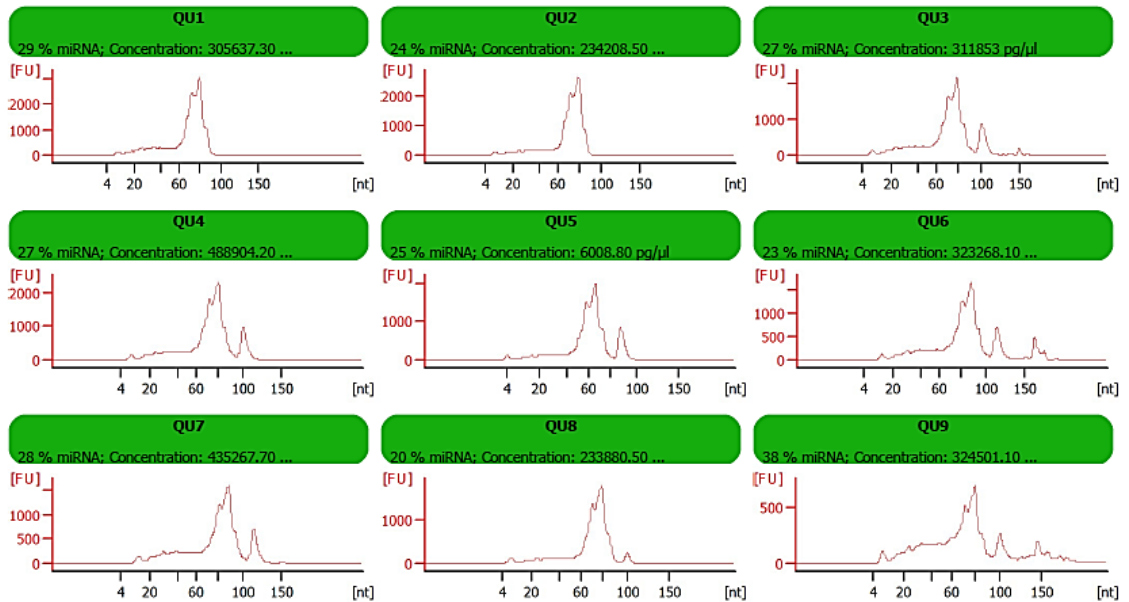 QU1
29 % miRNA; Concentration: 305637.30 ...
[FU]
2000
1000
0
4 20 60 100 150 [nt]
QU2
24 % miRNA; Concentration: 234208.50 ...
[FU]
2000
1000
0
4 20 60 100 150 [nt]
QU3
27 % miRNA; Concentration: 311853 pg/µl
[FU]
1000
0
4 20 60 100 150 [nt]
QU4
27 % miRNA; Concentration: 488904.20 ...
[FU]
2000
1000
0
4 20 60 100 150 [nt]
QU5
25 % miRNA; Concentration: 6008.80 pg/µl
[FU]
1000
0
4 20 60 100 150 [nt]
QU6
23 % miRNA; Concentration: 323268.10 ...
[FU]
1000
500
0
4 20 60 100 150 [nt]
QU7
28 % miRNA; Concentration: 435267.70 ...
[FU]
1000
500
0
4 20 60 100 150 [nt]
QU8
20 % miRNA; Concentration: 233880.50 ...
[FU]
1000
0
4 20 60 100 150 [nt]
QU9
38 % miRNA; Concentration: 324501.10 ...
[FU]
500
0
4 20 60 100 150 [nt]